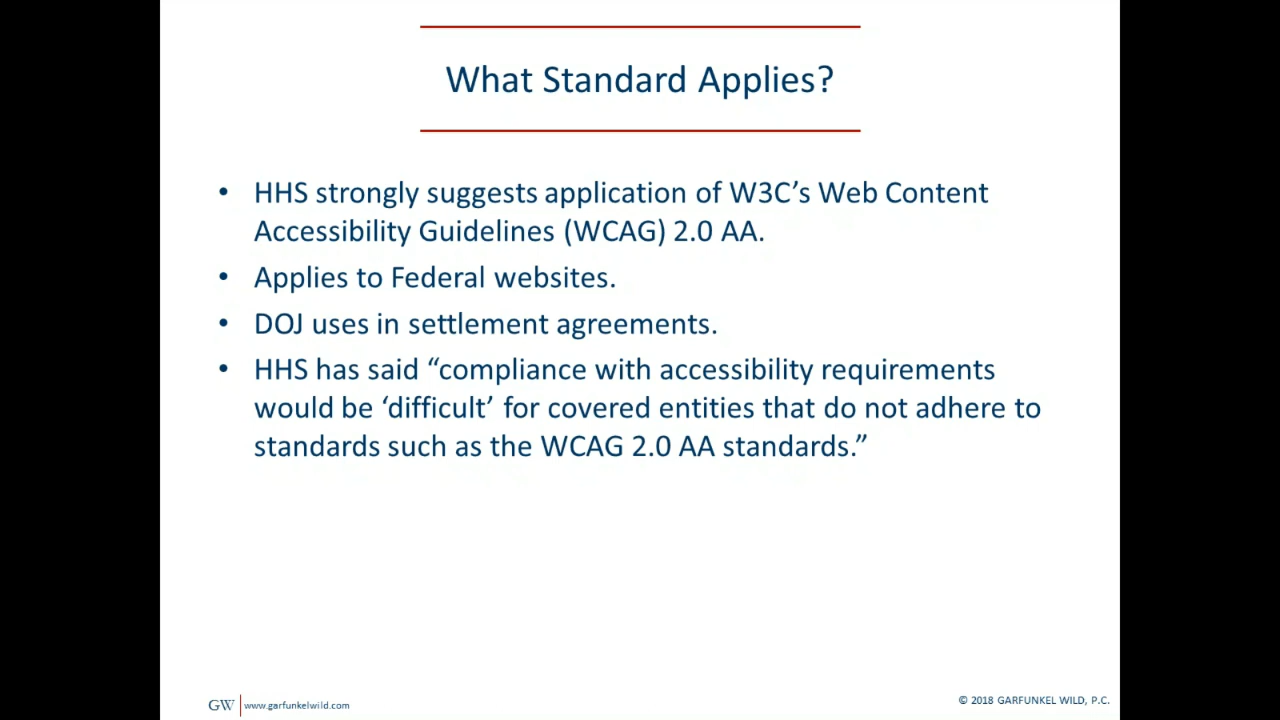 What Standard Applies?
• HHS strongly suggests application of W3C’s Web Content
Accessibility Guidelines (WCAG) 2.0 AA.
• Applies to Federal websites.
• DOJ uses in settlement agreements.
• HHS has said “compliance with accessibility requirements
would be ‘difficult’ for covered entities that do not adhere to
standards such as the WCAG 2.0 AA standards.”
GW | www.garfunkelwild.com
© 2018 GARFUNKEL WILD, P.C.